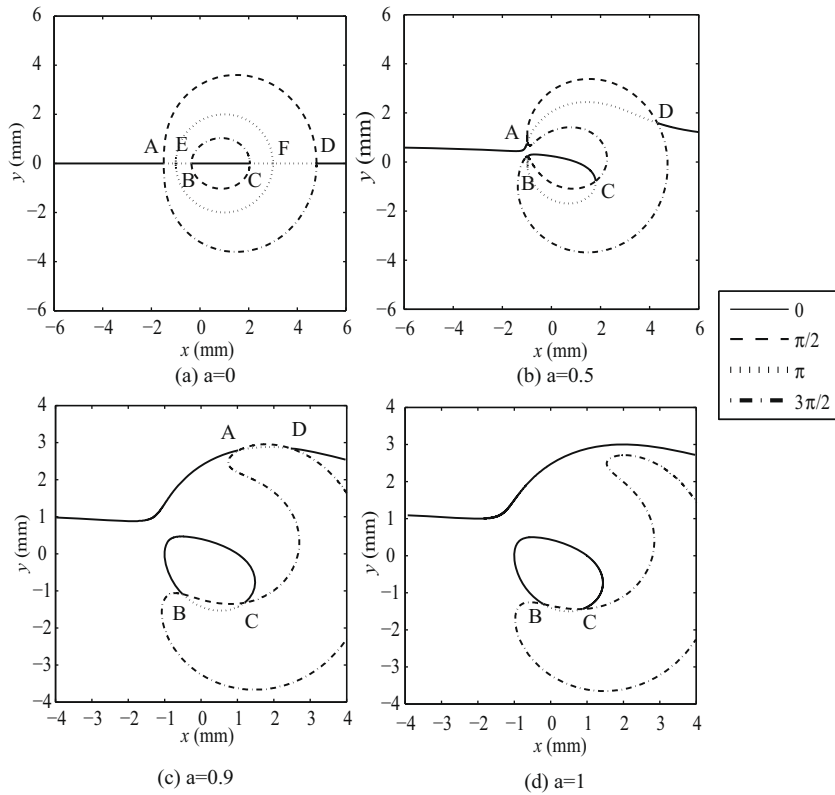 6
4
2
0
−2
−4
−6
y (mm)
A
E
F
D
B
C
−6 −4 −2 0 2 4 6
x (mm)
(a) a=0
6
4
2
0
−2
−4
−6
y (mm)
A
D
B
C
−6 −4 −2 0 2 4 6
x (mm)
(b) a=0.5
0
π/2
π
3π/2
4
3
2
1
0
−1
−2
−3
−4
y (mm)
A
D
B
C
−4 −3 −2 −1 0 1 2 3 4
x (mm)
(c) a=0.9
4
3
2
1
0
−1
−2
−3
−4
y (mm)
B
C
−4 −3 −2 −1 0 1 2 3 4
x (mm)
(d) a=1